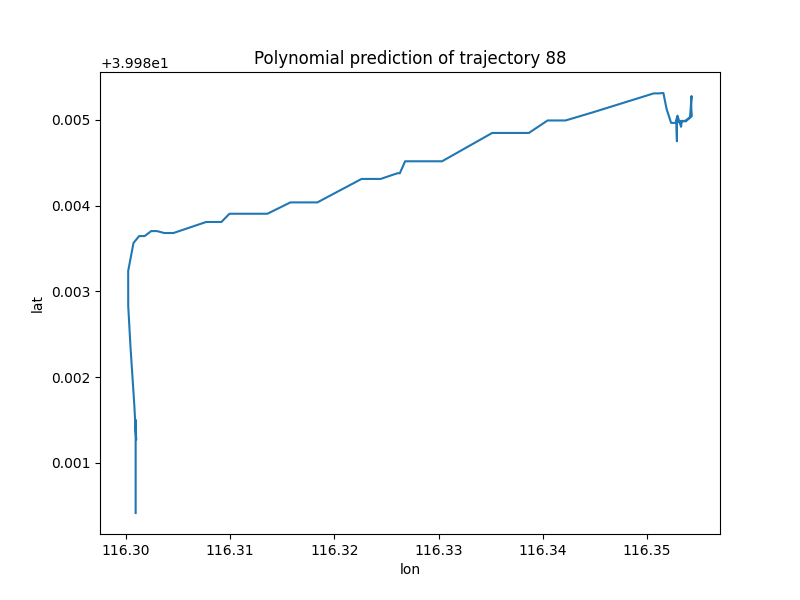 Polynomial prediction of trajectory 88
+3.998e1
0.005
0.004
0.003
0.002
0.001
lat
116.30 116.31 116.32 116.33 116.34 116.35
lon